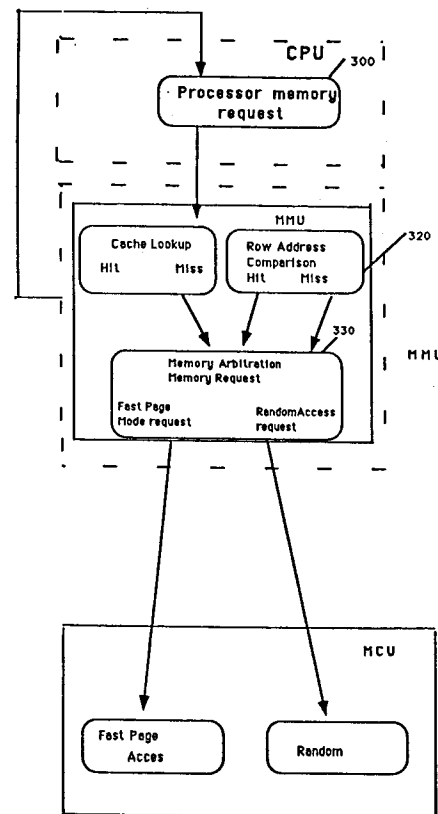 CPU
300
Processor memory
request
MMU
320
Cache Lookup
Hit Miss
Row Address
Comparison
Hit Miss
330
MMU
Memory Arbitration
Memory Request
Fast Page
Mode request
RandomAccess
request
MCU
Fast Page
Acces
Random